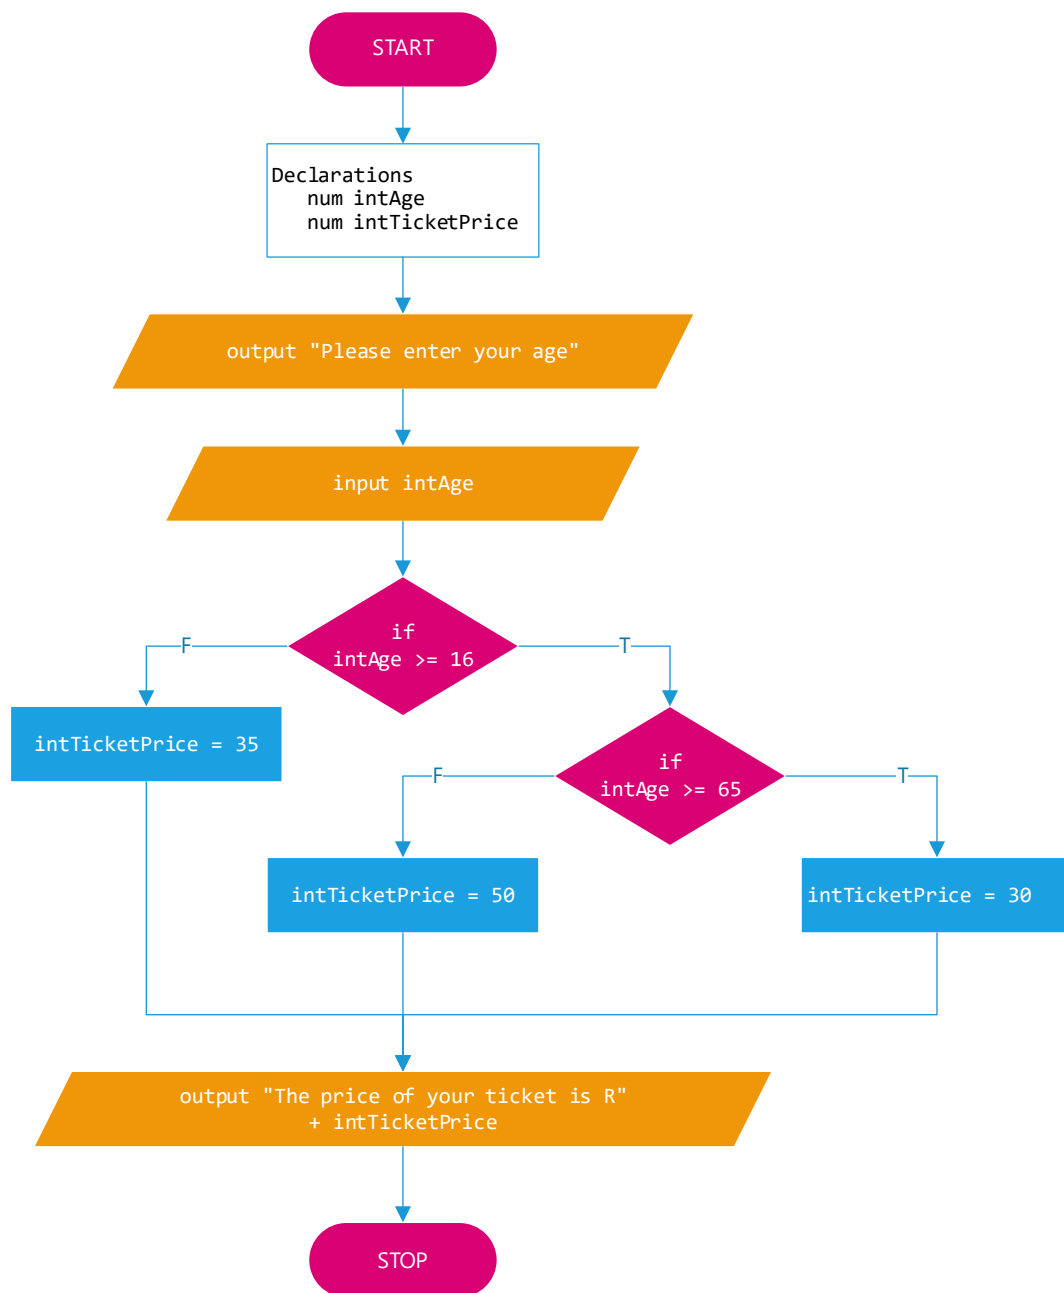 START
Declarations
num intAge
num intTicketPrice
output "Please enter your age"
input intAge
if
intAge >= 16
F
T
intTicketPrice = 35
if
intAge >= 65
F
T
intTicketPrice = 50
intTicketPrice = 30
output "The price of your ticket is R"
+ intTicketPrice
STOP